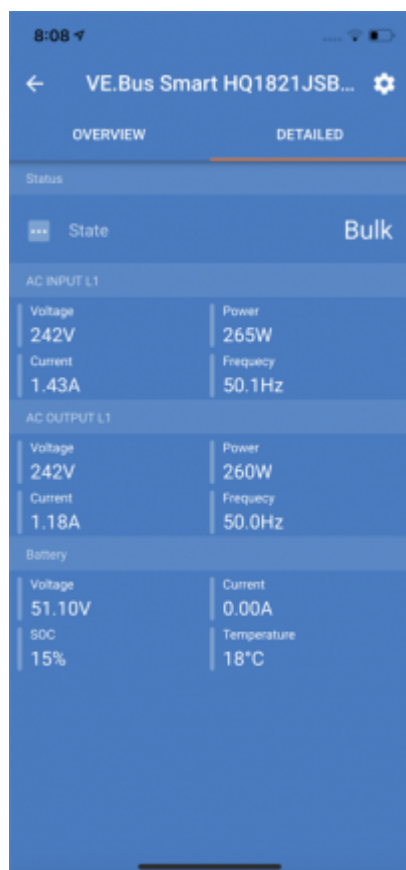 8:08
VE.Bus Smart HQ1821JSB...
OVERVIEW DETAILED
Status
State Bulk
AC INPUT L1
Voltage Power
242V 265W
Current Frequecy
1.43A 50.1Hz
AC OUTPUT L1
Voltage Power
242V 260W
Current Frequecy
1.18A 50.0Hz
Battery
Voltage Current
51.10V 0.00A
SOC Temperature
15% 18°C